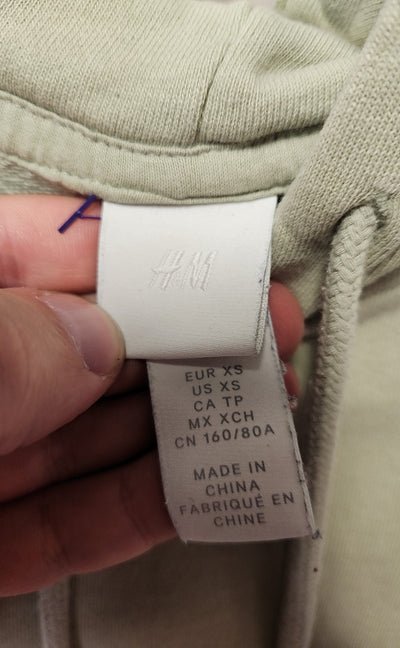 H&M
EUR XS
US XS
CA TP
MX XCH
CN 160/80A
MADE IN
CHINA
FABRIQUÉ EN
CHINE